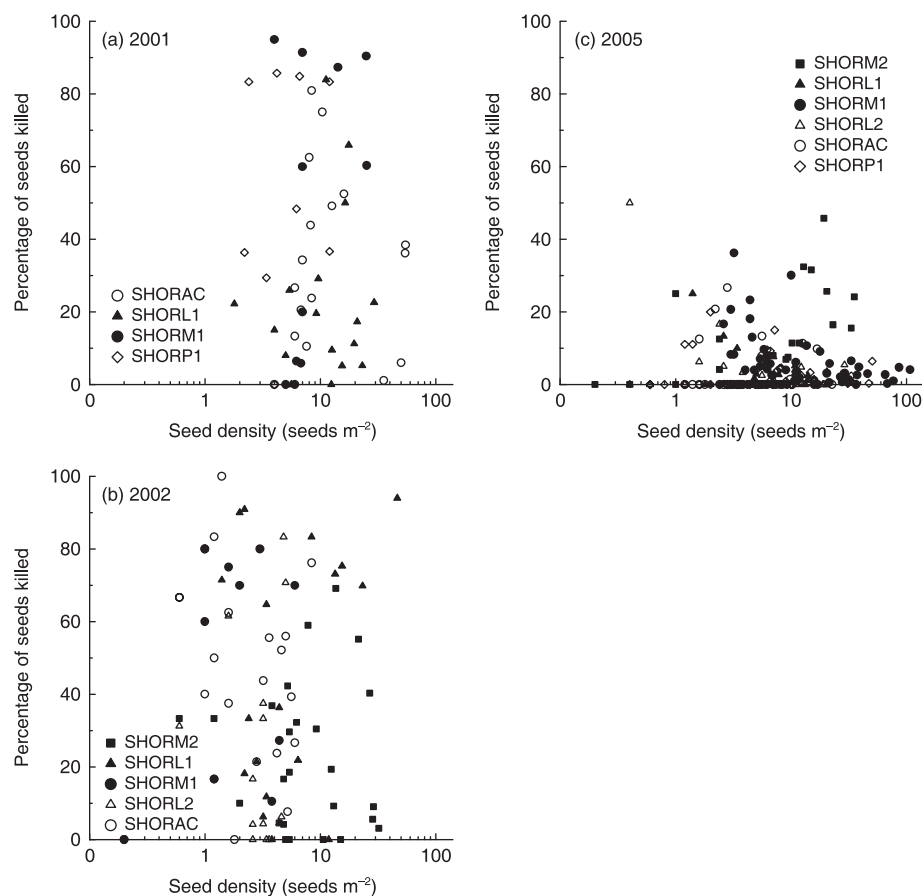 (a) 2001
100
80
60
40
20
0
Percentage of seeds killed
SHORAC
SHORL1
SHORM1
SHORP1
0 1 10 100
Seed density (seeds m⁻²)
(c) 2005
100
80
60
40
20
0
Percentage of seeds killed
SHORM2
SHORL1
SHORM1
SHORL2
SHORAC
SHORP1
0 1 10 100
Seed density (seeds m⁻²)
(b) 2002
100
80
60
40
20
0
Percentage of seeds killed
SHORM2
SHORL1
SHORM1
SHORL2
SHORAC
0 1 10 100
Seed density (seeds m⁻²)